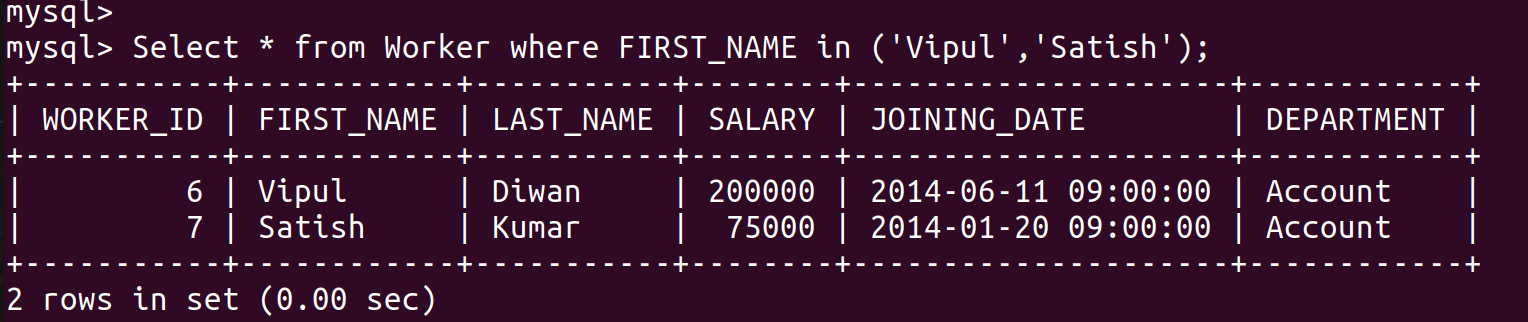 mysql>
mysql> Select * from Worker where FIRST_NAME in ('Vipul','Satish');
+-----------+------------+-----------+--------+---------------------+------------+
| WORKER_ID | FIRST_NAME | LAST_NAME | SALARY | JOINING_DATE        | DEPARTMENT |
+-----------+------------+-----------+--------+---------------------+------------+
|         6 | Vipul      | Diwan     | 200000 | 2014-06-11 09:00:00 | Account    |
|         7 | Satish     | Kumar     |  75000 | 2014-01-20 09:00:00 | Account    |
+-----------+------------+-----------+--------+---------------------+------------+
2 rows in set (0.00 sec)